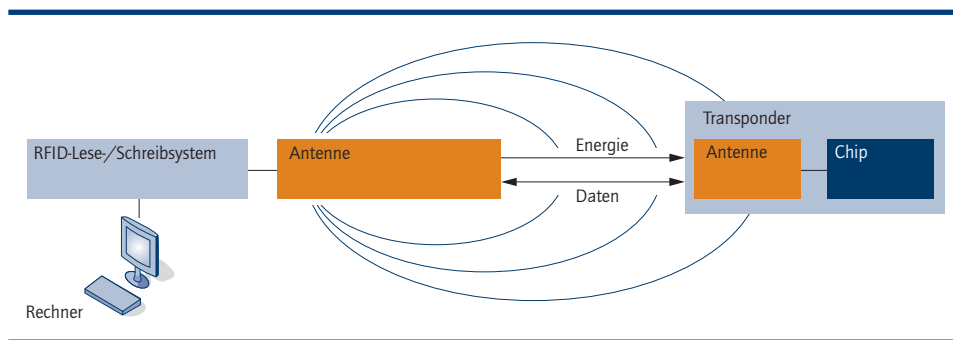 RFID-Lese-/Schreibsystem
Antenne
Energie
Daten
Transponder
Antenne
Chip
Rechner